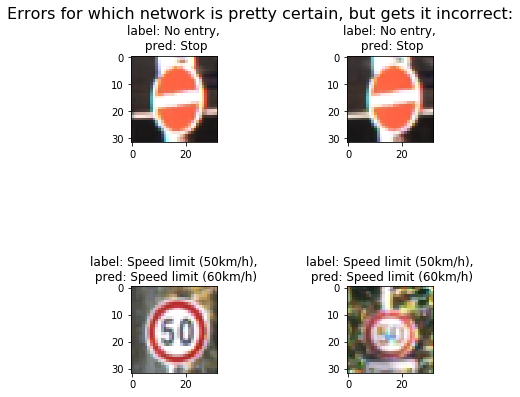 Errors for which network is pretty certain, but gets it incorrect:
label: No entry,
pred: Stop
label: No entry,
pred: Stop
0
10
20
30
0
20
0
10
20
30
0
20
label: Speed limit (50km/h),
pred: Speed limit (60km/h)
label: Speed limit (50km/h),
pred: Speed limit (60km/h)
0
10
20
30
50
0
20
0
10
20
30
50
0
20